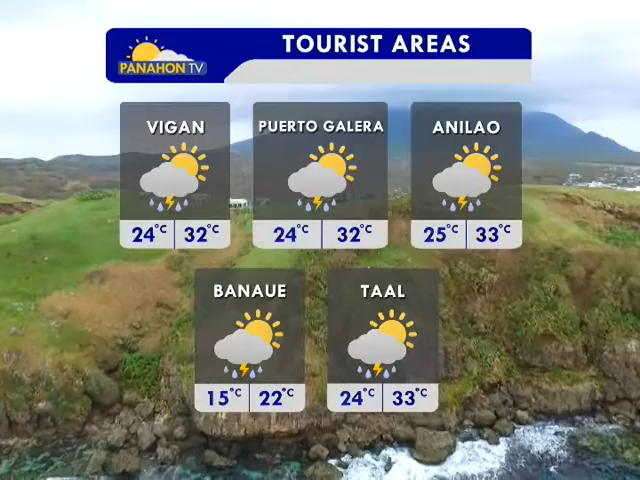 TOURIST AREAS
PANAHON TV
VIGAN
24°C 32°C
PUERTO GALERA
24°C 32°C
ANILAO
25°C 33°C
BANAUE
15°C 22°C
TAAL
24°C 33°C